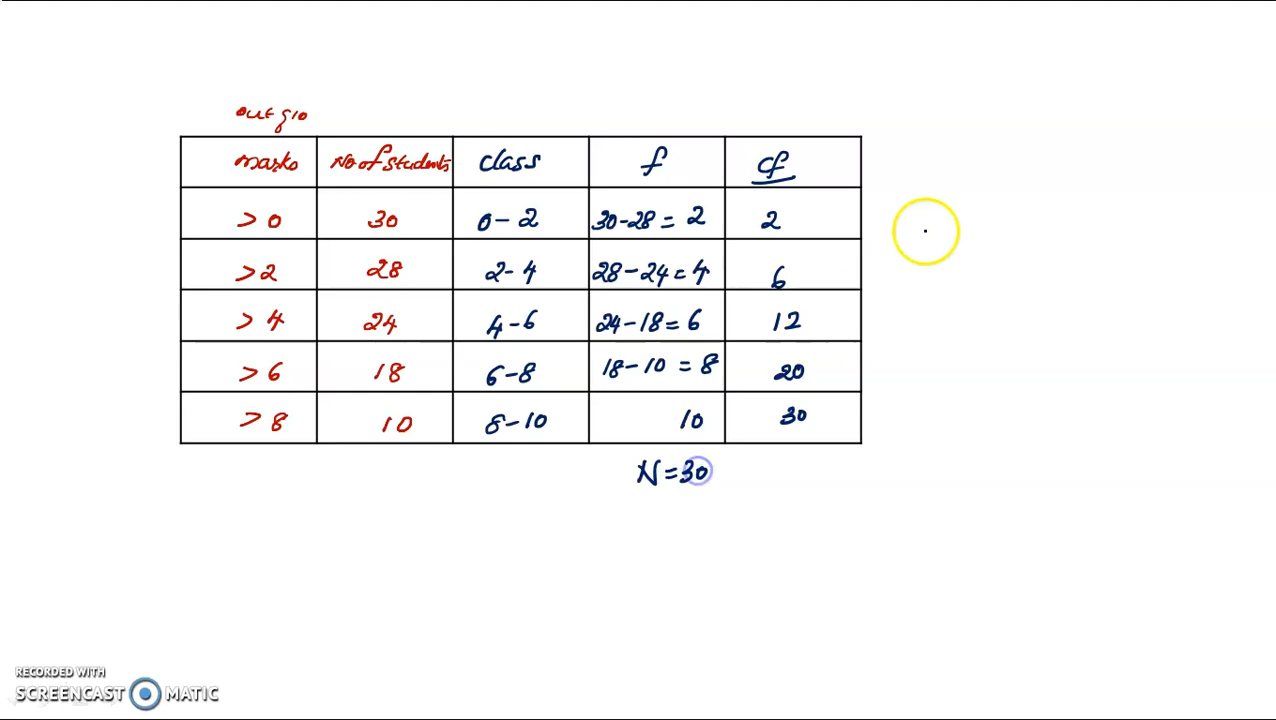 out of 10
marks No of students class f cf
> 0 30 0 - 2 30-28 = 2 2
> 2 28 2 - 4 28-24 = 4 6
> 4 24 4 - 6 24-18 = 6 12
> 6 18 6 - 8 18-10 = 8 20
> 8 10 8 - 10 10 30
N = 30
RECORDED WITH
SCREENCAST MATIC